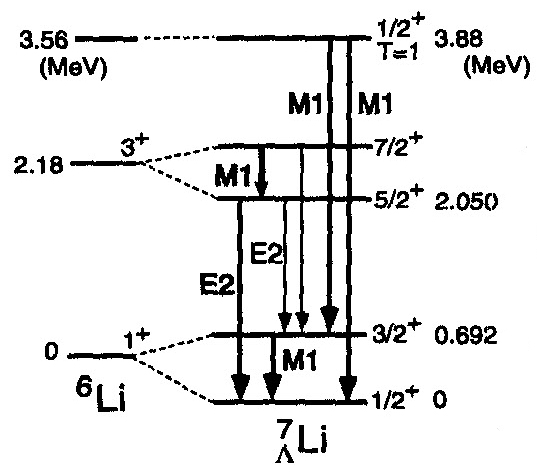 3.56 1/2⁺ 3.88
(MeV) T=1 (MeV)
M1 M1
3⁺ 7/2⁺
2.18 M1 5/2⁺ 2.050
E2
E2
1⁺ 3/2⁺ 0.692
0 M1
⁶Li 1/2⁺ 0
⁷Li
Λ